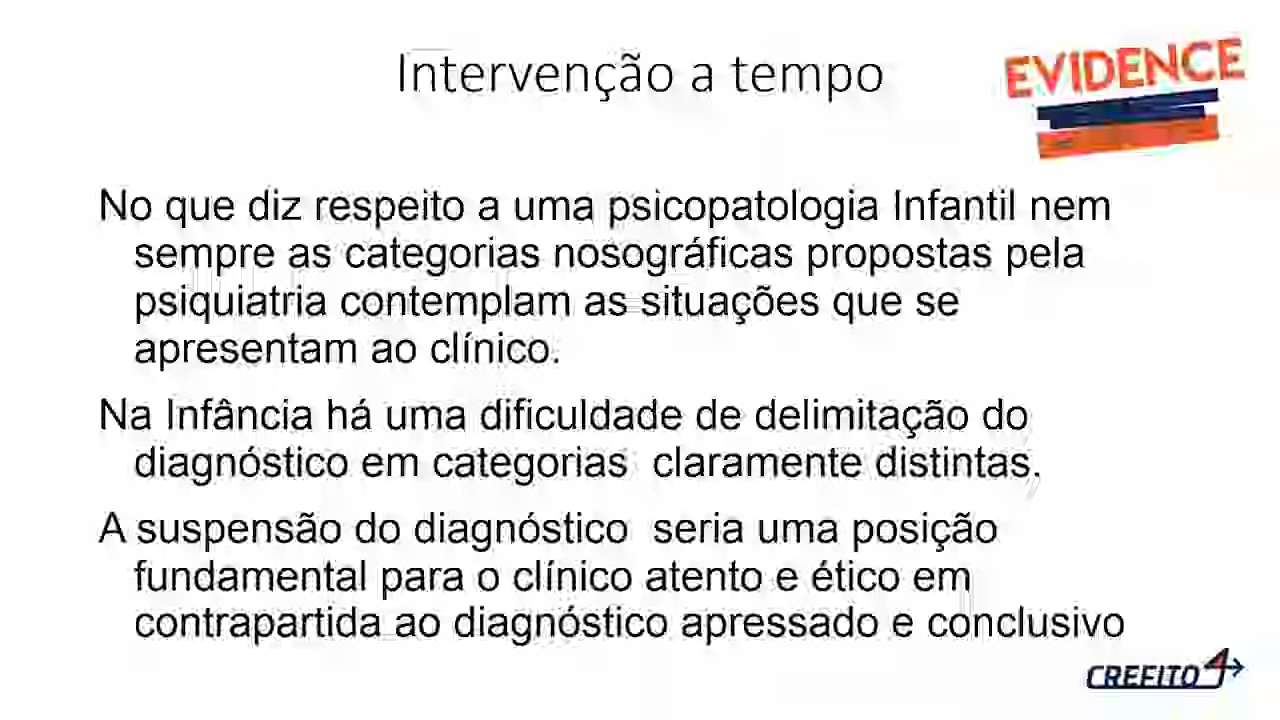 Intervenção a tempo
EVIDENCE
No que diz respeito a uma psicopatologia Infantil nem
sempre as categorias nosográficas propostas pela
psiquiatria contemplam as situações que se
apresentam ao clínico.
Na Infância há uma dificuldade de delimitação do
diagnóstico em categorias claramente distintas.
A suspensão do diagnóstico seria uma posição
fundamental para o clínico atento e ético em
contrapartida ao diagnóstico apressado e conclusivo
CREFITO4